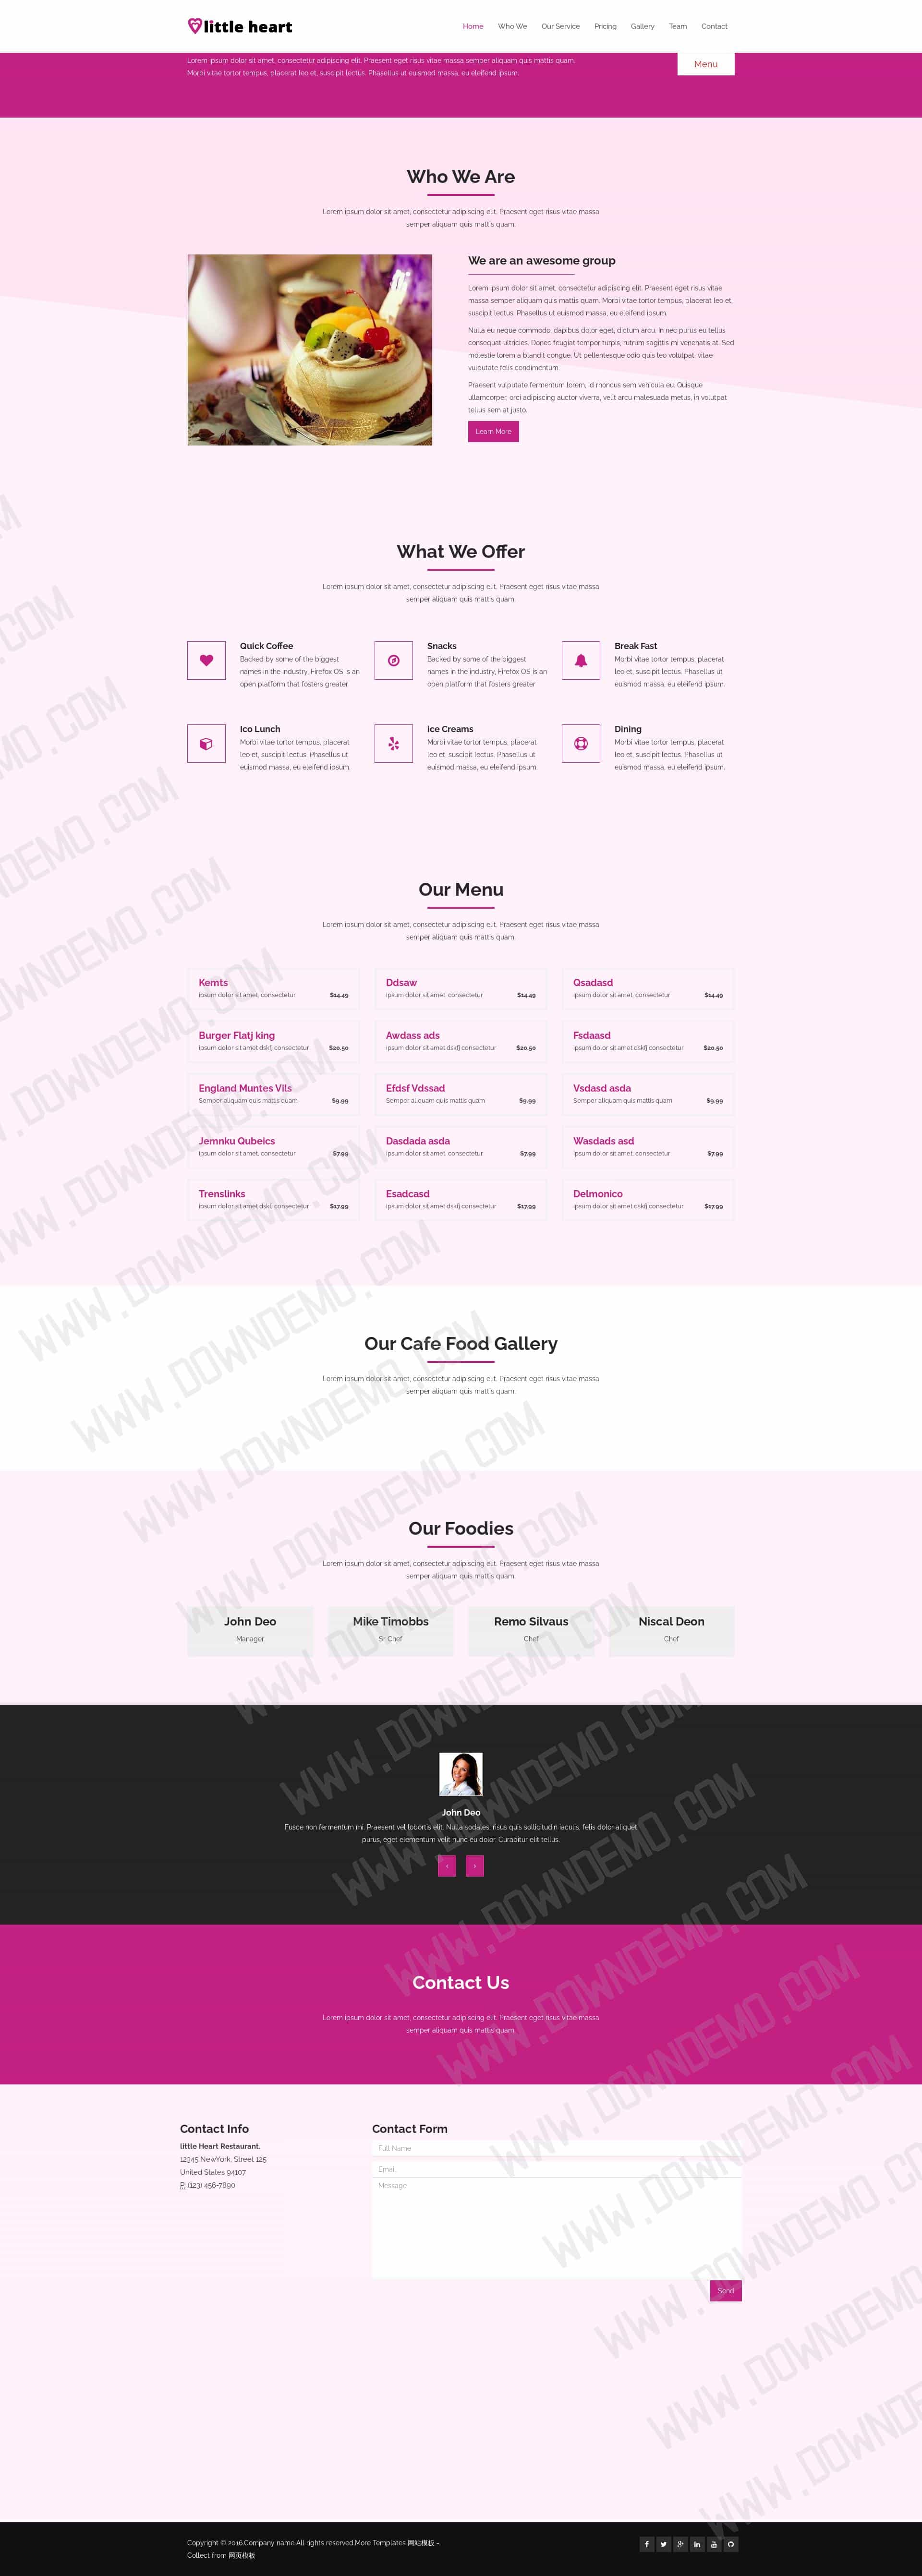 little heart
Home Who We Our Service Pricing Gallery Team Contact
Lorem ipsum dolor sit amet, consectetur adipiscing elit. Praesent eget risus vitae massa semper aliquam quis mattis quam.
Morbi vitae tortor tempus, placerat leo et, suscipit lectus. Phasellus ut euismod massa, eu eleifend ipsum.
Menu
Who We Are
Lorem ipsum dolor sit amet, consectetur adipiscing elit. Praesent eget risus vitae massa
semper aliquam quis mattis quam.
We are an awesome group
Lorem ipsum dolor sit amet, consectetur adipiscing elit. Praesent eget risus vitae
massa semper aliquam quis mattis quam. Morbi vitae tortor tempus, placerat leo et,
suscipit lectus. Phasellus ut euismod massa, eu eleifend ipsum.
Nulla eu neque commodo, dapibus dolor eget, dictum arcu. In nec purus eu tellus
consequat ultricies. Donec feugiat tempor turpis, rutrum sagittis mi venenatis at. Sed
molestie lorem a blandit congue. Ut pellentesque odio quis leo volutpat, vitae
vulputate felis condimentum.
Praesent vulputate fermentum lorem, id rhoncus sem vehicula eu. Quisque
ullamcorper, orci adipiscing auctor viverra, velit arcu malesuada metus, in volutpat
tellus sem at justo.
Learn More
What We Offer
Lorem ipsum dolor sit amet, consectetur adipiscing elit. Praesent eget risus vitae massa
semper aliquam quis mattis quam.
Quick Coffee
Backed by some of the biggest
names in the industry, Firefox OS is an
open platform that fosters greater
Snacks
Backed by some of the biggest
names in the industry, Firefox OS is an
open platform that fosters greater
Break Fast
Morbi vitae tortor tempus, placerat
leo et, suscipit lectus. Phasellus ut
euismod massa, eu eleifend ipsum.
Ico Lunch
Morbi vitae tortor tempus, placerat
leo et, suscipit lectus. Phasellus ut
euismod massa, eu eleifend ipsum.
ice Creams
Morbi vitae tortor tempus, placerat
leo et, suscipit lectus. Phasellus ut
euismod massa, eu eleifend ipsum.
Dining
Morbi vitae tortor tempus, placerat
leo et, suscipit lectus. Phasellus ut
euismod massa, eu eleifend ipsum.
Our Menu
Lorem ipsum dolor sit amet, consectetur adipiscing elit. Praesent eget risus vitae massa
semper aliquam quis mattis quam.
Kemts
ipsum dolor sit amet, consectetur $14.49
Ddsaw
ipsum dolor sit amet, consectetur $14.49
Qsadasd
ipsum dolor sit amet, consectetur $14.49
Burger Flatj king
ipsum dolor sit amet dskfj consectetur $20.50
Awdass ads
ipsum dolor sit amet dskfj consectetur $20.50
Fsdaasd
ipsum dolor sit amet dskfj consectetur $20.50
England Muntes Vils
Semper aliquam quis mattis quam $9.99
Efdsf Vdssad
Semper aliquam quis mattis quam $9.99
Vsdasd asda
Semper aliquam quis mattis quam $9.99
Jemnku Qubeics
ipsum dolor sit amet, consectetur $7.99
Dasdada asda
ipsum dolor sit amet, consectetur $7.99
Wasdads asd
ipsum dolor sit amet, consectetur $7.99
Trenslinks
ipsum dolor sit amet dskfj consectetur $17.99
Esadcasd
ipsum dolor sit amet dskfj consectetur $17.99
Delmonico
ipsum dolor sit amet dskfj consectetur $17.99
Our Cafe Food Gallery
Lorem ipsum dolor sit amet, consectetur adipiscing elit. Praesent eget risus vitae massa
semper aliquam quis mattis quam.
Our Foodies
Lorem ipsum dolor sit amet, consectetur adipiscing elit. Praesent eget risus vitae massa
semper aliquam quis mattis quam.
John Deo
Manager
Mike Timobbs
Sr Chef
Remo Silvaus
Chef
Niscal Deon
Chef
John Deo
Fusce non fermentum mi. Praesent vel lobortis elit. Nulla sodales, risus quis sollicitudin iaculis, felis dolor aliquet
purus, eget elementum velit nunc eu dolor. Curabitur elit tellus.
Contact Us
Lorem ipsum dolor sit amet, consectetur adipiscing elit. Praesent eget risus vitae massa
semper aliquam quis mattis quam.
Contact Info
little Heart Restaurant.
12345 NewYork, Street 125
United States 94107
P: (123) 456-7890
Contact Form
Full Name
Email
Message
Send
Copyright © 2016.Company name All rights reserved.More Templates 网站模板 -
Collect from 网页模板
WWW.DOWNDEMO.COM